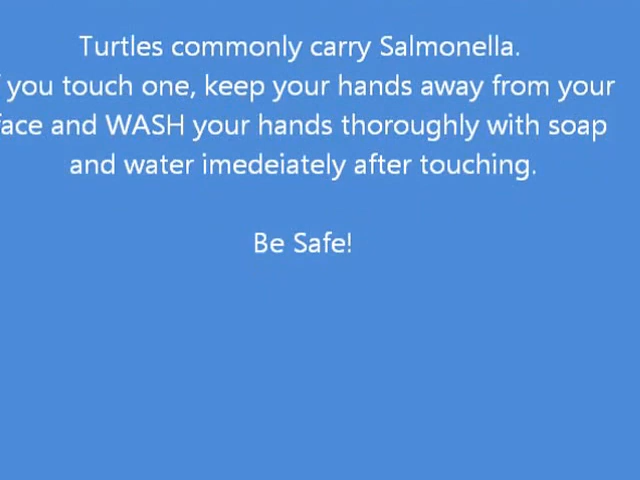 Turtles commonly carry Salmonella.
you touch one, keep your hands away from your
face and WASH your hands thoroughly with soap
and water imedeiately after touching.
Be Safe!